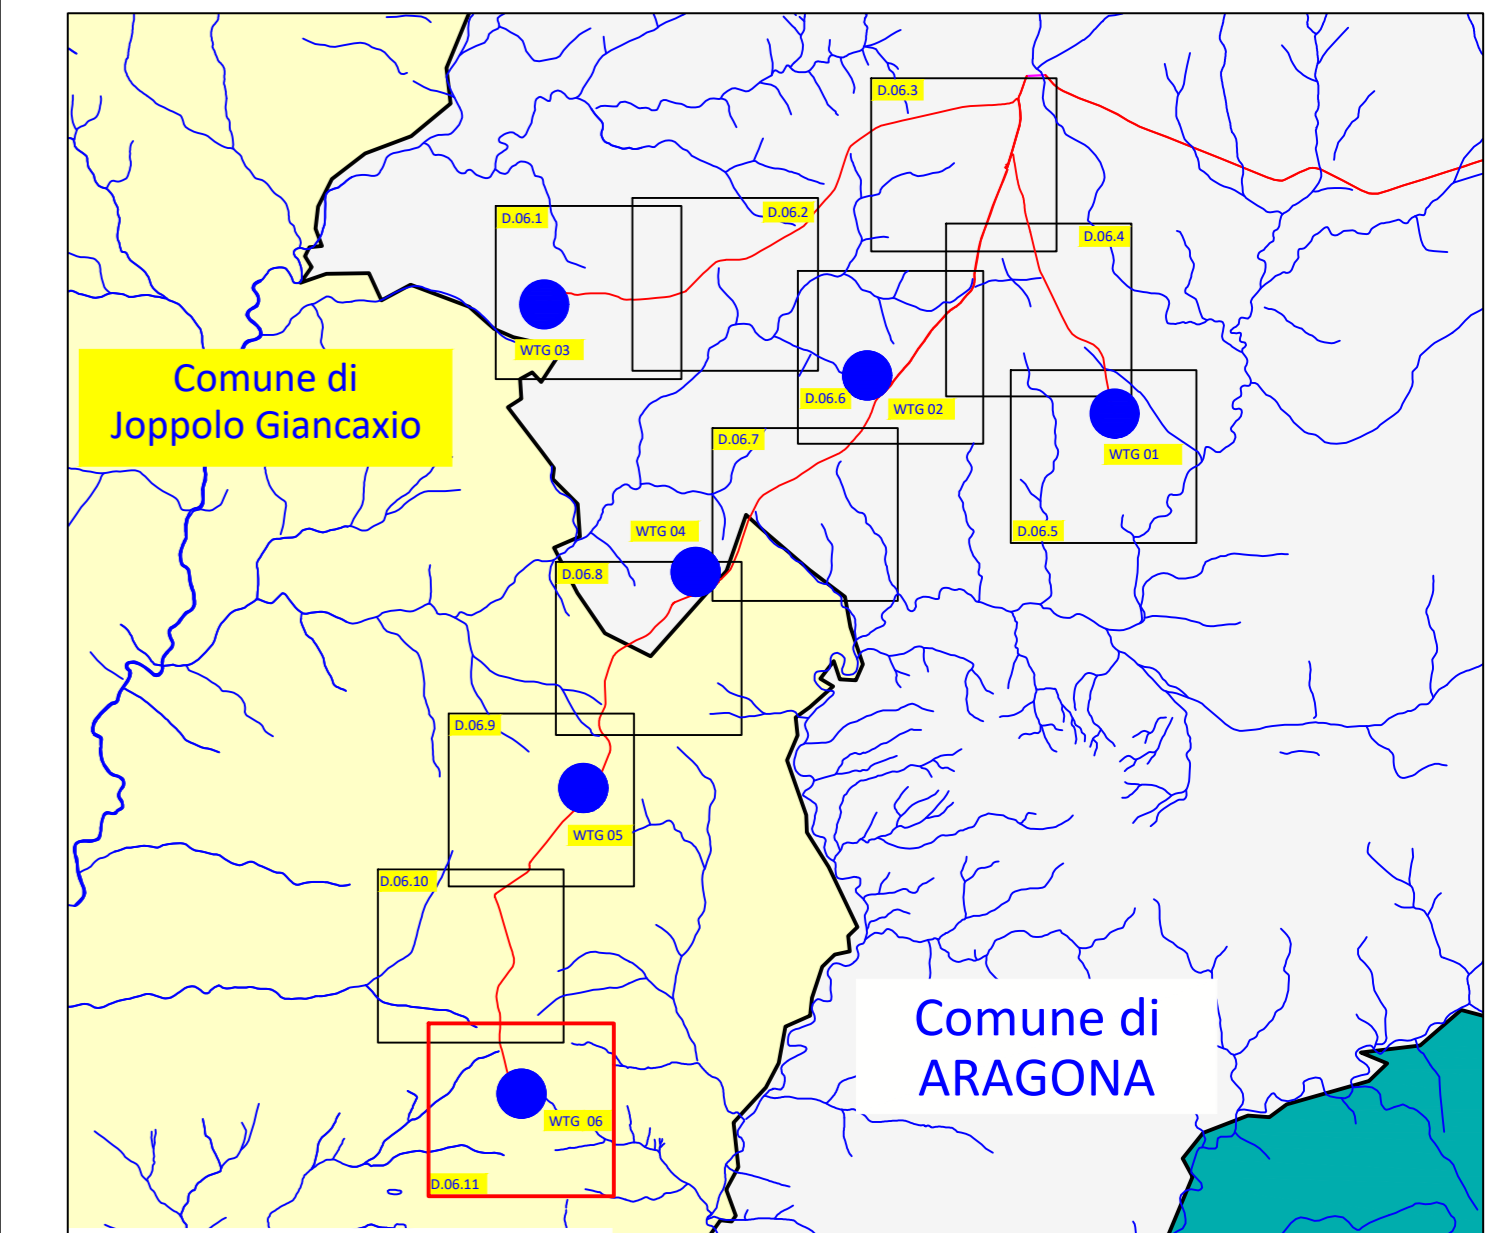 D.06.3
D.06.2
D.06.1
D.06.4
WTG 03
Comune di
Joppolo Giancaxio
D.06.6
WTG 02
D.06.7
WTG 01
WTG 04
D.06.5
D.06.8
D.06.9
WTG 05
D.06.10
Comune di
ARAGONA
WTG 06
D.06.11